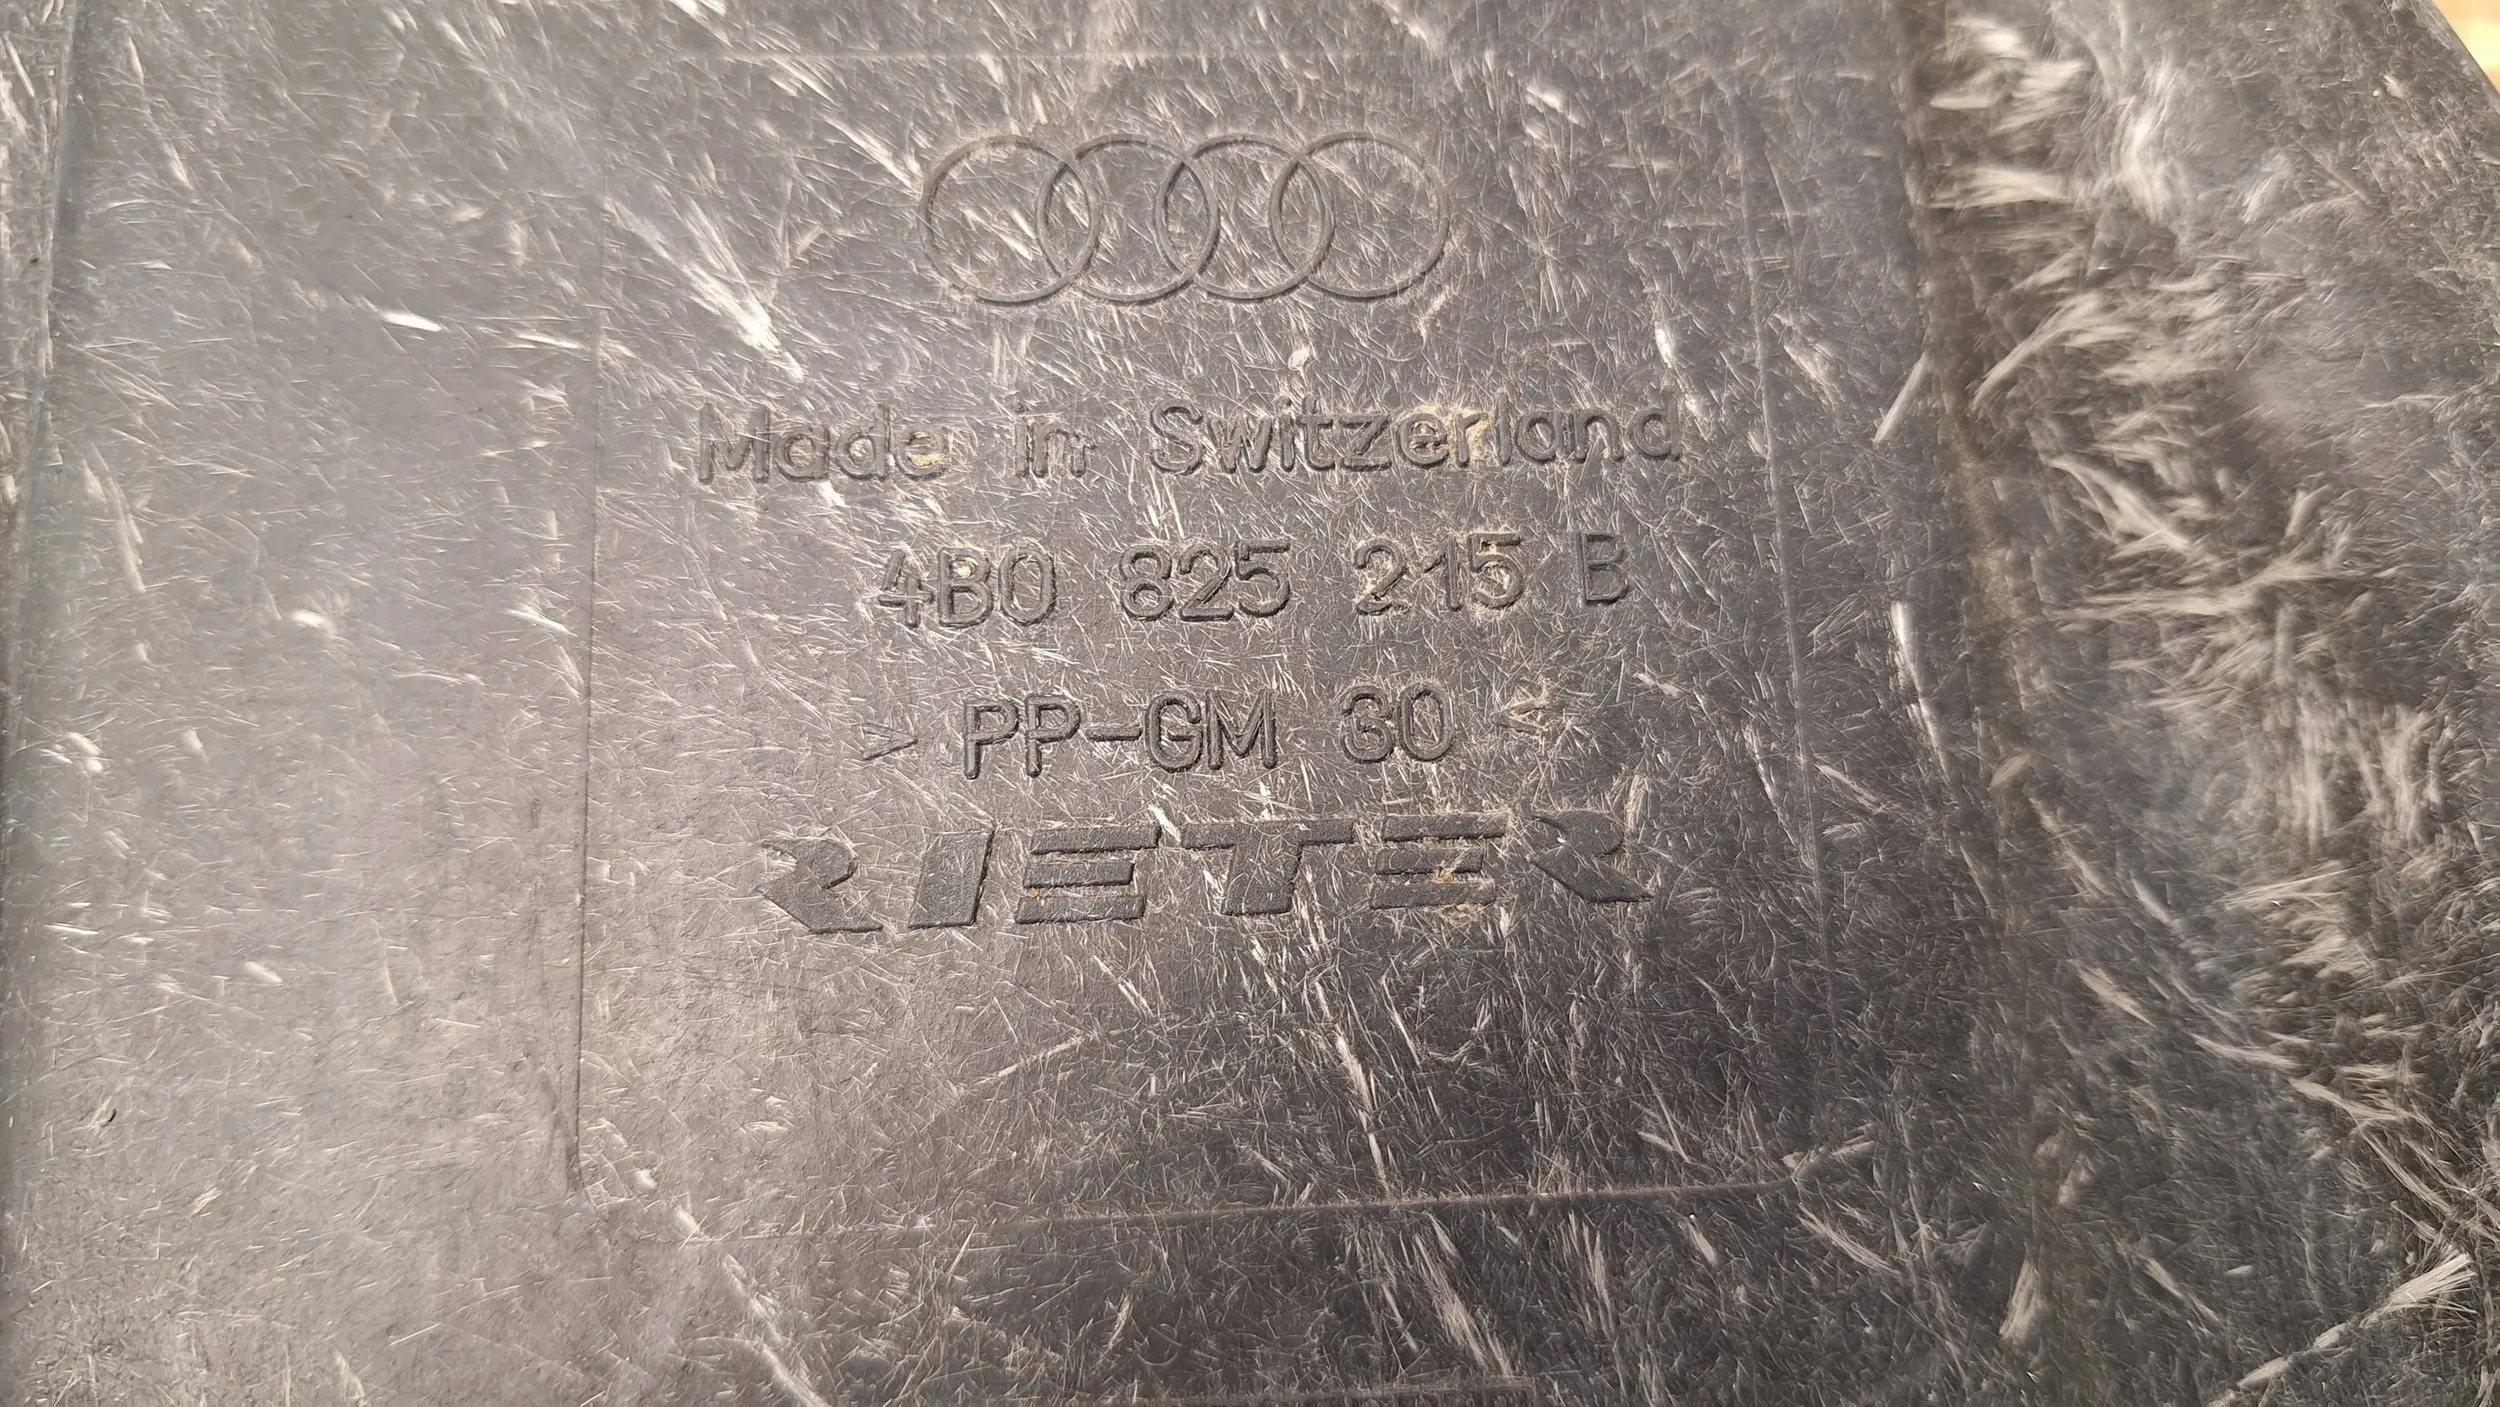 Made in Switzerland
4B0 825 215 B
> PP-GM 30 <
RIETER